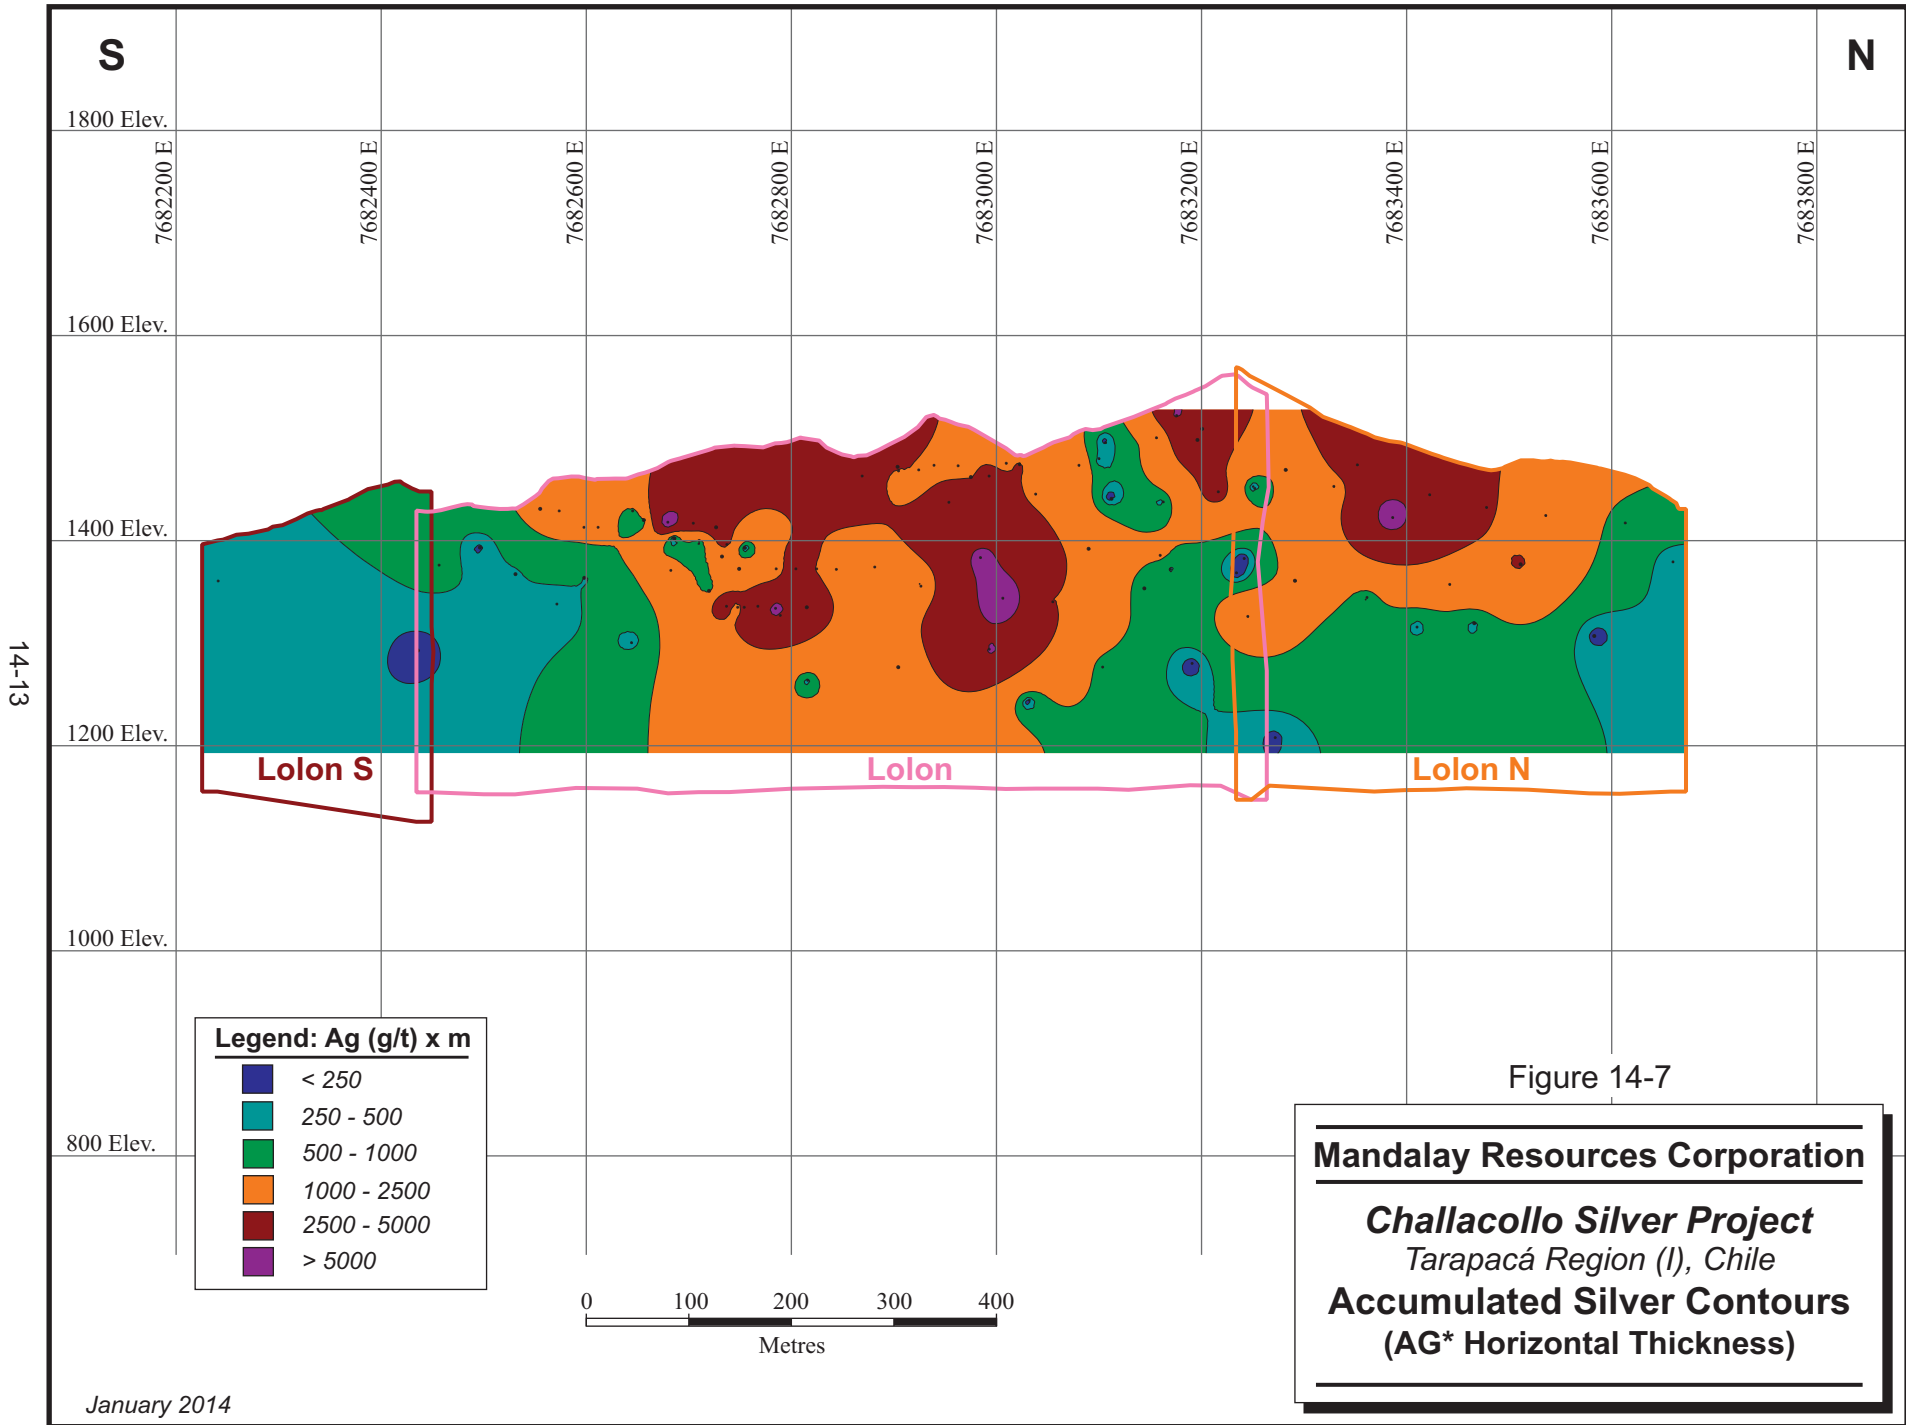 S
N
1800 Elev.
7682200 E
7682400 E
7682600 E
7682800 E
7683000 E
7683200 E
7683400 E
7683600 E
7683800 E
1600 Elev.
1400 Elev.
1200 Elev.
Lolon S
Lolon
Lolon N
14-13
1000 Elev.
800 Elev.
Legend: Ag (g/t) x m
< 250
250 - 500
500 - 1000
1000 - 2500
2500 - 5000
> 5000
0 100 200 300 400
Metres
Figure 14-7
Mandalay Resources Corporation
Challacollo Silver Project
Tarapacá Region (I), Chile
Accumulated Silver Contours
(AG* Horizontal Thickness)
January 2014